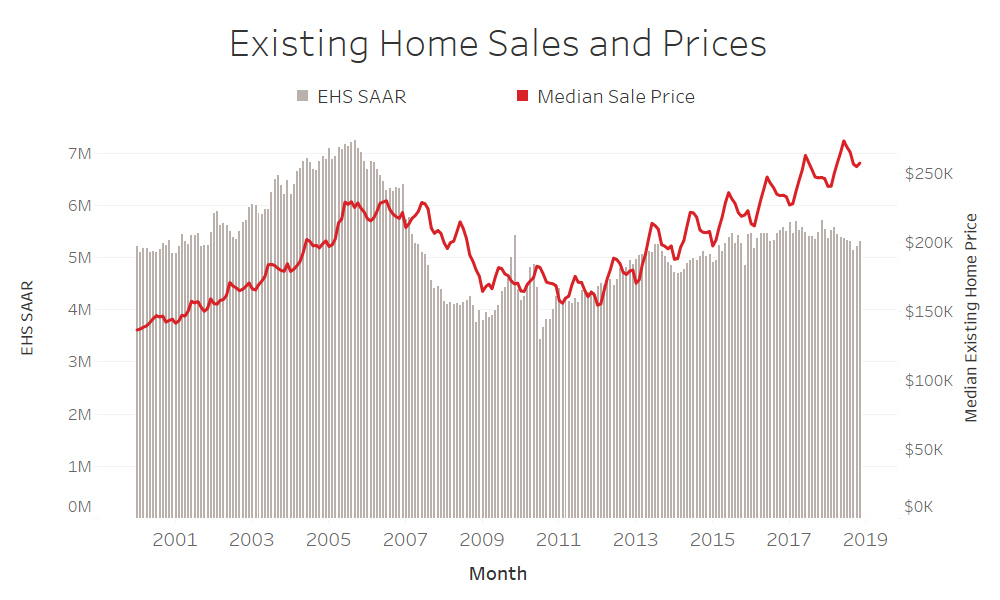 Existing Home Sales and Prices
EHS SAAR
Median Sale Price
7M
6M
5M
4M
3M
2M
1M
0M
EHS SAAR
$250K
$200K
$150K
$100K
$50K
$0K
Median Existing Home Price
2001 2003 2005 2007 2009 2011 2013 2015 2017 2019
Month